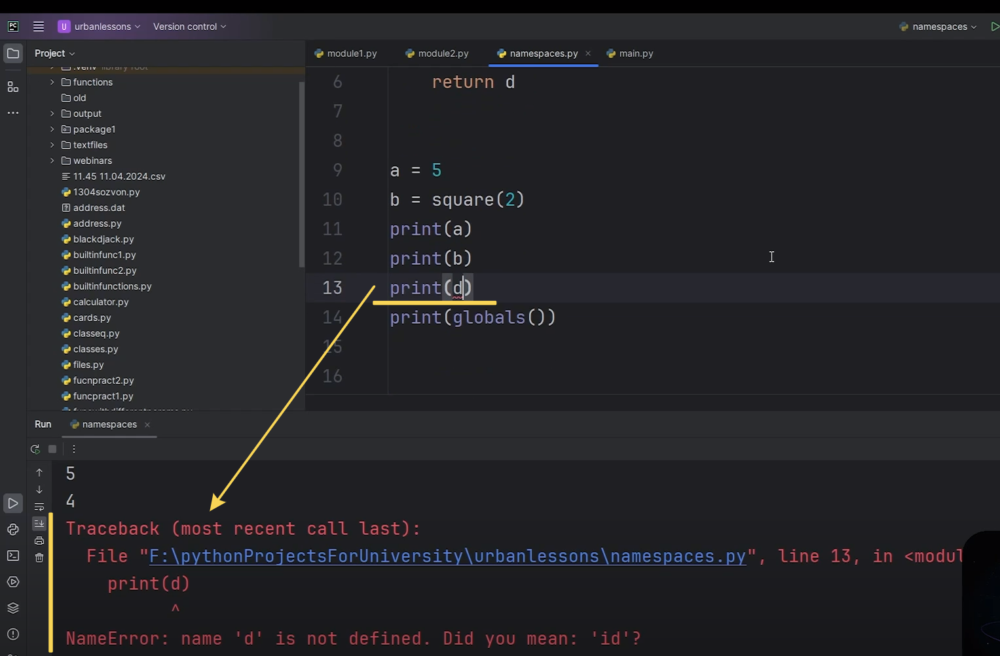 PC
U urbanlessons Version control
namespaces
Project
module1.py module2.py namespaces.py main.py
.venv library root
functions
old
output
package1
textfiles
webinars
11.45 11.04.2024.csv
1304sozvon.py
address.dat
address.py
blackdjack.py
builtinfunc1.py
builtinfunc2.py
builtinfunctions.py
calculator.py
cards.py
classeq.py
classes.py
files.py
fucnpract2.py
funcpract1.py
6 return d
7
8
9 a = 5
10 b = square(2)
11 print(a)
12 print(b)
13 print(d)
14 print(globals())
15
16
Run namespaces
5
4
Traceback (most recent call last):
File "F:\pythonProjectsForUniversity\urbanlessons\namespaces.py", line 13, in <modul
print(d)
^
NameError: name 'd' is not defined. Did you mean: 'id'?